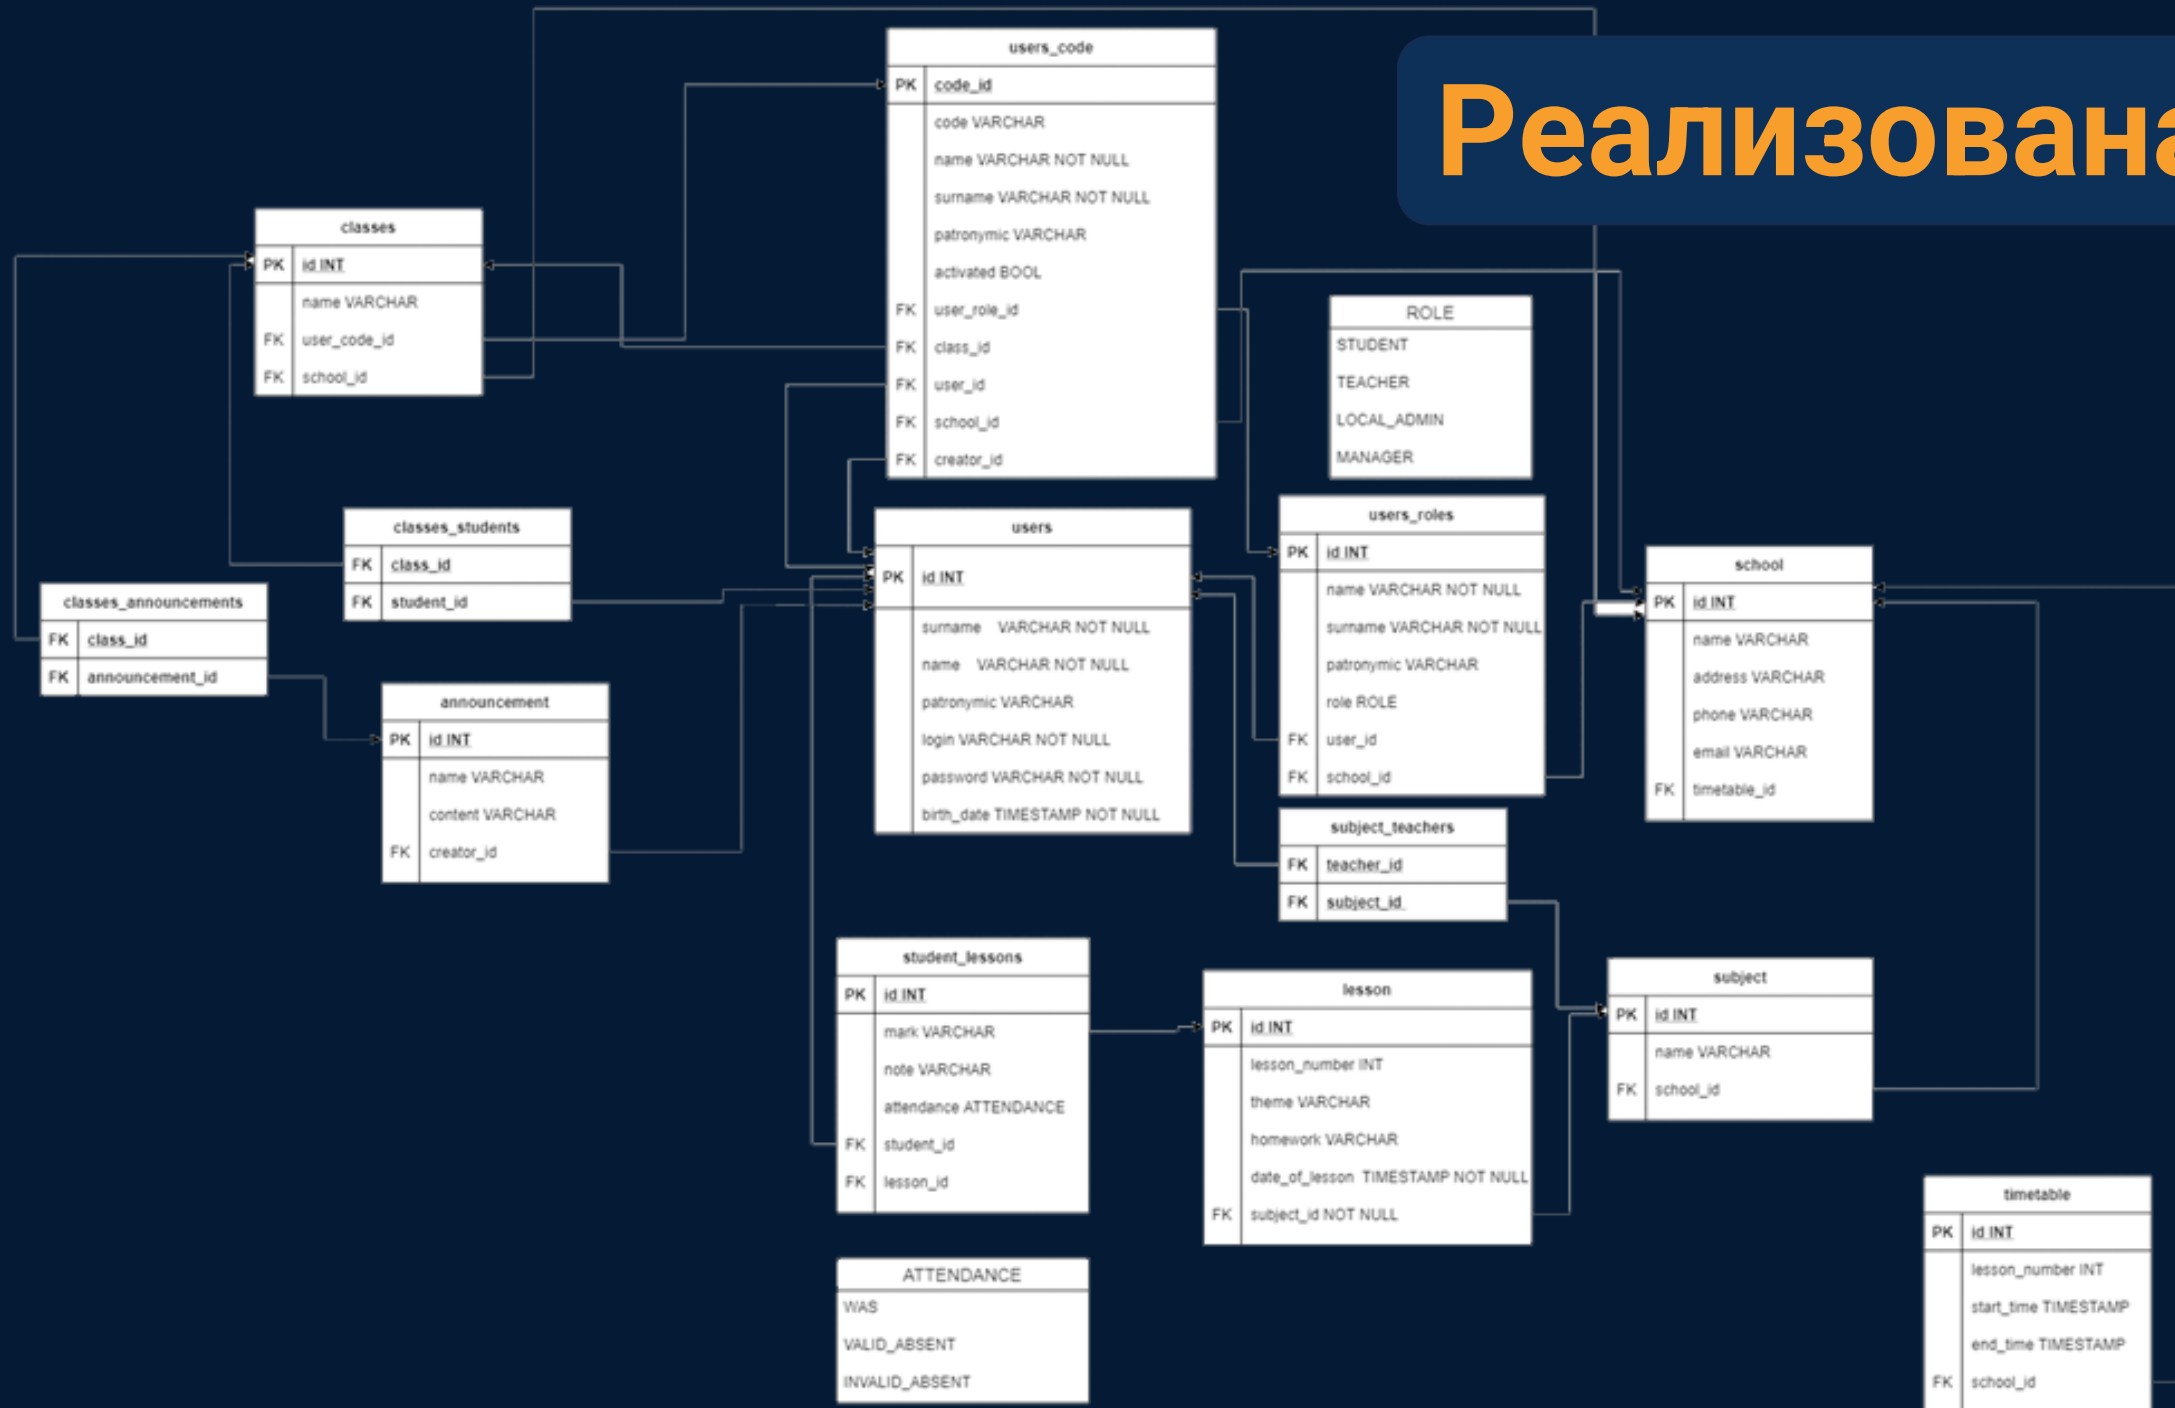 users_code
PK code_id
code VARCHAR
name VARCHAR NOT NULL
surname VARCHAR NOT NULL
patronymic VARCHAR
activated BOOL
FK user_role_id
FK class_id
FK user_id
FK school_id
FK creator_id
Реализована
classes
PK id INT
name VARCHAR
FK user_code_id
FK school_id
ROLE
STUDENT
TEACHER
LOCAL_ADMIN
MANAGER
classes_students
FK class_id
FK student_id
classes_announcements
FK class_id
FK announcement_id
announcement
PK id INT
name VARCHAR
content VARCHAR
FK creator_id
users
PK id INT
surname VARCHAR NOT NULL
name VARCHAR NOT NULL
patronymic VARCHAR
login VARCHAR NOT NULL
password VARCHAR NOT NULL
birth_date TIMESTAMP NOT NULL
users_roles
PK id INT
name VARCHAR NOT NULL
surname VARCHAR NOT NULL
patronymic VARCHAR
role ROLE
FK user_id
FK school_id
school
PK id INT
name VARCHAR
address VARCHAR
phone VARCHAR
email VARCHAR
FK timetable_id
subject_teachers
FK teacher_id
FK subject_id
student_lessons
PK id INT
mark VARCHAR
note VARCHAR
attendance ATTENDANCE
FK student_id
FK lesson_id
lesson
PK id INT
lesson_number INT
theme VARCHAR
homework VARCHAR
date_of_lesson TIMESTAMP NOT NULL
FK subject_id NOT NULL
subject
PK id INT
name VARCHAR
FK school_id
ATTENDANCE
WAS
VALID_ABSENT
INVALID_ABSENT
timetable
PK id INT
lesson_number INT
start_time TIMESTAMP
end_time TIMESTAMP
FK school_id